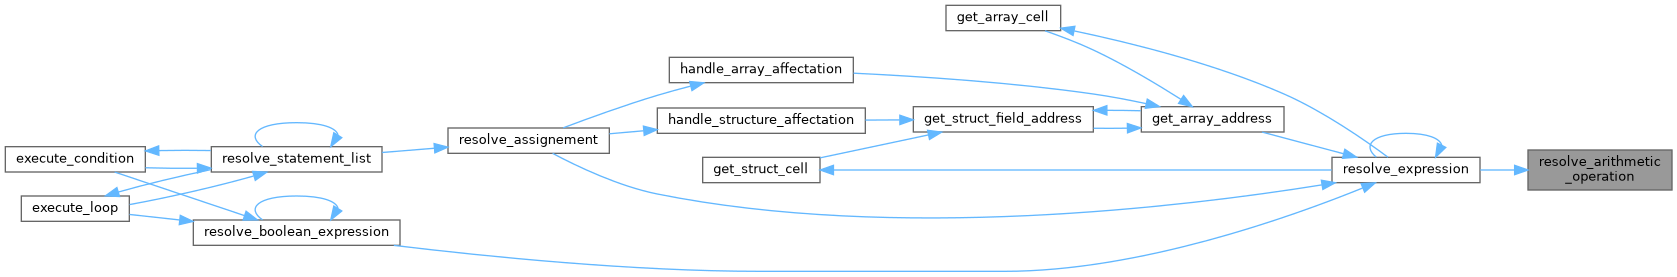 get_array_cell
handle_array_affectation
handle_structure_affectation
get_struct_field_address
get_array_address
resolve_assignement
execute_condition
resolve_statement_list
get_struct_cell
resolve_expression
resolve_arithmetic
_operation
execute_loop
resolve_boolean_expression